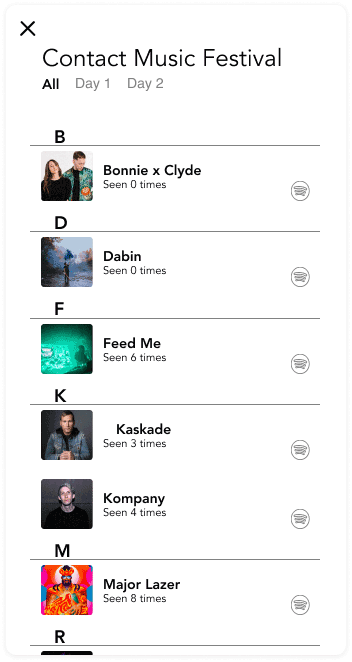 Contact Music Festival
All Day 1 Day 2
B
Bonnie x Clyde
Seen 0 times
D
Dabin
Seen 0 times
F
Feed Me
Seen 6 times
K
Kaskade
Seen 3 times
Kompany
Seen 4 times
M
Major Lazer
Seen 8 times
R